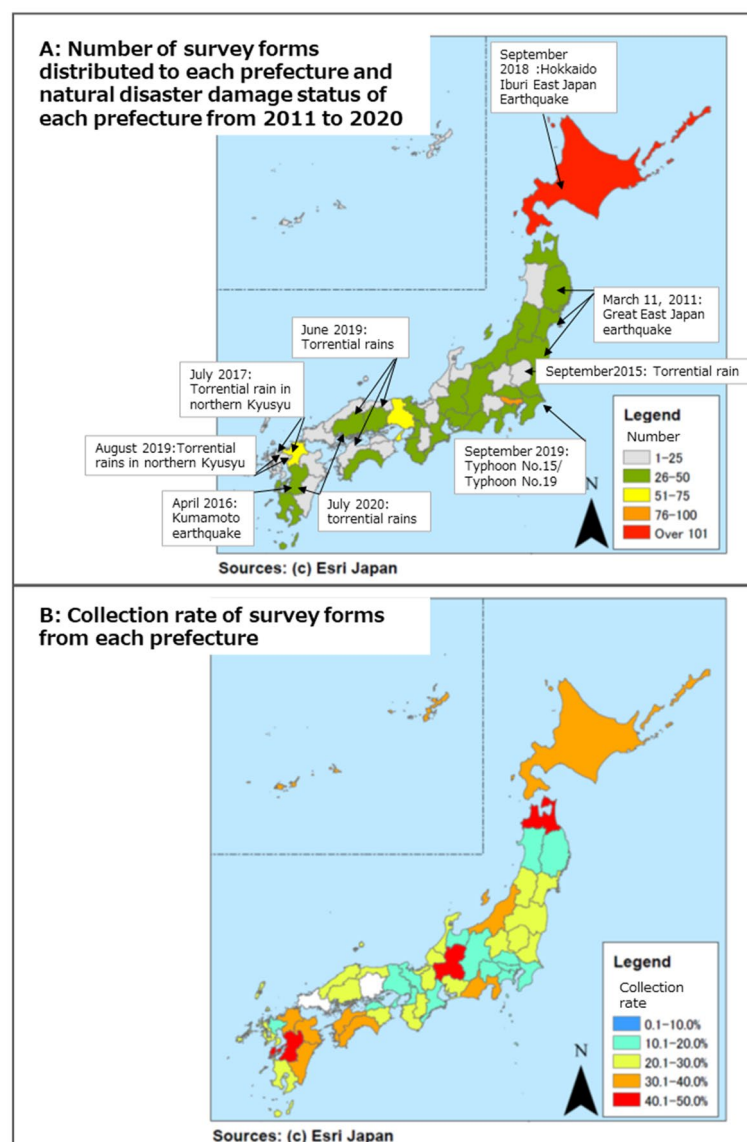 A: Number of survey forms
distributed to each prefecture and
natural disaster damage status of
each prefecture from 2011 to 2020
September
2018 :Hokkaido
Iburi East Japan
Earthquake
March 11, 2011:
Great East Japan
earthquake
June 2019:
Torrential rains
July 2017:
Torrential rain in
northern Kyusyu
September2015: Torrential rain
August 2019:Torrential
rains in northern Kyusyu
September 2019:
Typhoon No.15/
Typhoon No.19
April 2016:
Kumamoto
earthquake
July 2020:
torrential rains
N
Legend
Number
1-25
26-50
51-75
76-100
Over 101
Sources: (c) Esri Japan
B: Collection rate of survey forms
from each prefecture
N
Legend
Collection
rate
0.1-10.0%
10.1-20.0%
20.1-30.0%
30.1-40.0%
40.1-50.0%
Sources: (c) Esri Japan